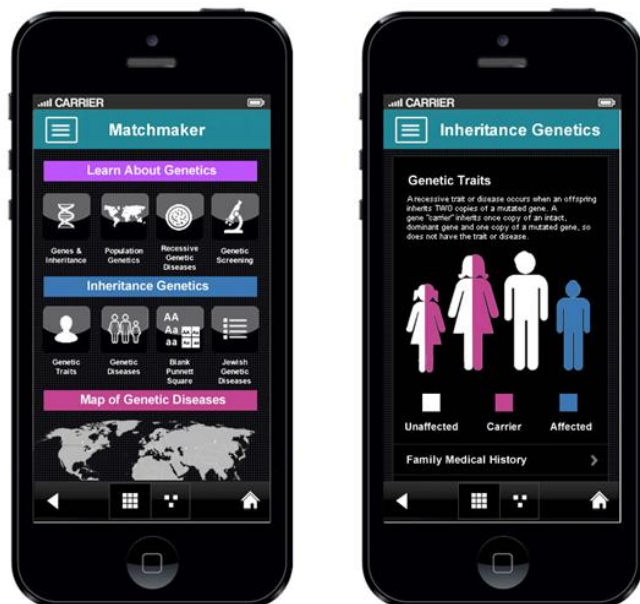 CARRIER
Matchmaker
Learn About Genetics
Genes &
Inheritance
Population
Genetics
Recessive
Genetic
Diseases
Genetic
Screening
Inheritance Genetics
AA
Aa
aa
Genetic
Traits
Genetic
Diseases
Blank
Punnett
Square
Jewish
Genetic
Diseases
Map of Genetic Diseases
CARRIER
Inheritance Genetics
Genetic Traits
A recessive trait or disease occurs when an offspring
inherits TWO copies of a mutated gene. A
gene "carrier" inherits once copy of an intact,
dominant gene and one copy of a mutated gene, so
does not have the trait or disease.
Unaffected
Carrier
Affected
Family Medical History